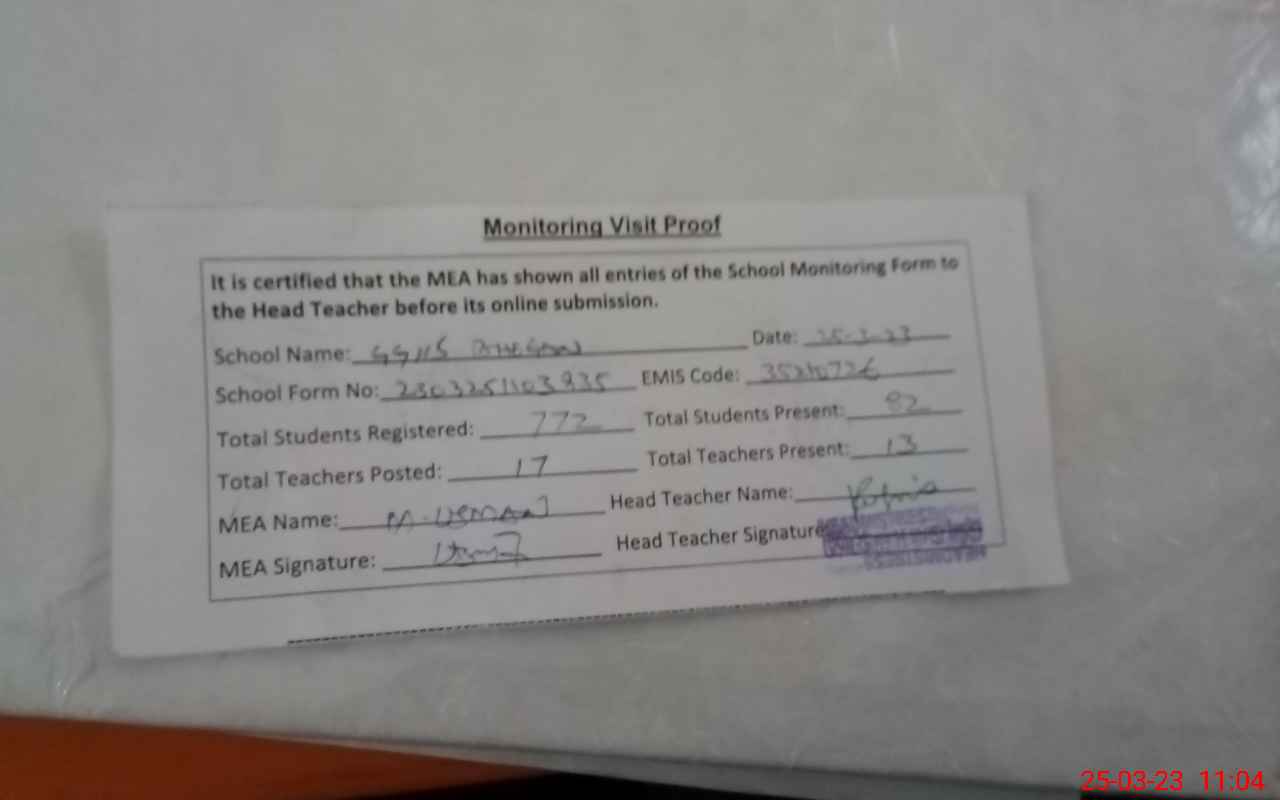 Monitoring Visit Proof
It is certified that the MEA has shown all entries of the School Monitoring Form to
the Head Teacher before its online submission.
School Name: GGHS Date: 25-3-23
School Form No: EMIS Code:
Total Students Registered: 772 Total Students Present: 82
Total Teachers Posted: 17 Total Teachers Present: 13
MEA Name: M. USMAN Head Teacher Name:
MEA Signature: Head Teacher Signature
25-03-23 11:04